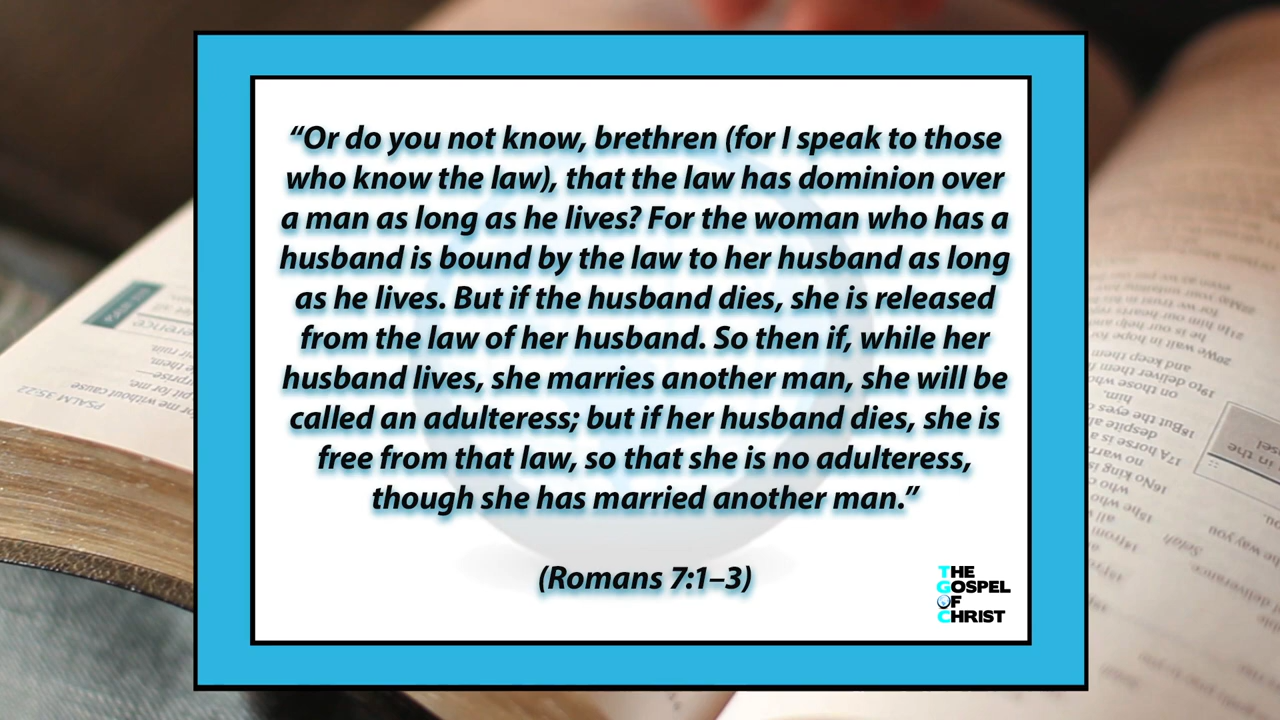 “Or do you not know, brethren (for I speak to those
who know the law), that the law has dominion over
a man as long as he lives? For the woman who has a
husband is bound by the law to her husband as long
as he lives. But if the husband dies, she is released
from the law of her husband. So then if, while her
husband lives, she marries another man, she will be
called an adulteress; but if her husband dies, she is
free from that law, so that she is no adulteress,
though she has married another man.”
(Romans 7:1–3)
THE
GOSPEL
OF
CHRIST
PSALM 35:22